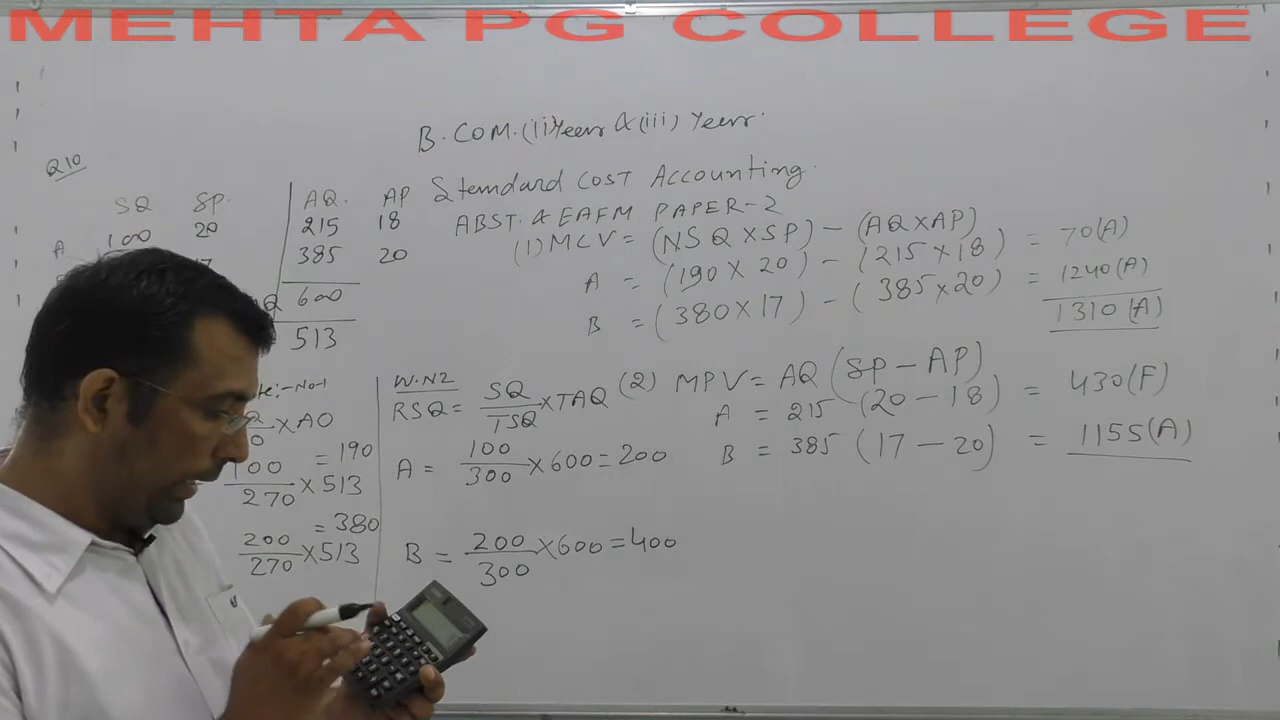 MEHTA PG COLLEGE
B.COM.(ii)Year & (iii) Year.
Q10
Standard COST Accounting.
ABST. & EAFM PAPER-2
SQ SP. AQ. AP
A 100 20 215 18
385 20
600
513
(1) MCV = (NSQ×SP) - (AQ×AP)
A = (190×20) - (215×18) = 70(A)
B = (380×17) - (385×20) = 1240(A)
1310(A)
No-1
×AO
100/270 ×513 = 190
200/270 ×513 = 380
W.N2
RSQ = SQ/TSQ ×TAQ
A = 100/300 ×600=200
B = 200/300 ×600=400
(2) MPV = AQ (SP-AP)
A = 215 (20-18) = 430(F)
B = 385 (17-20) = 1155(A)